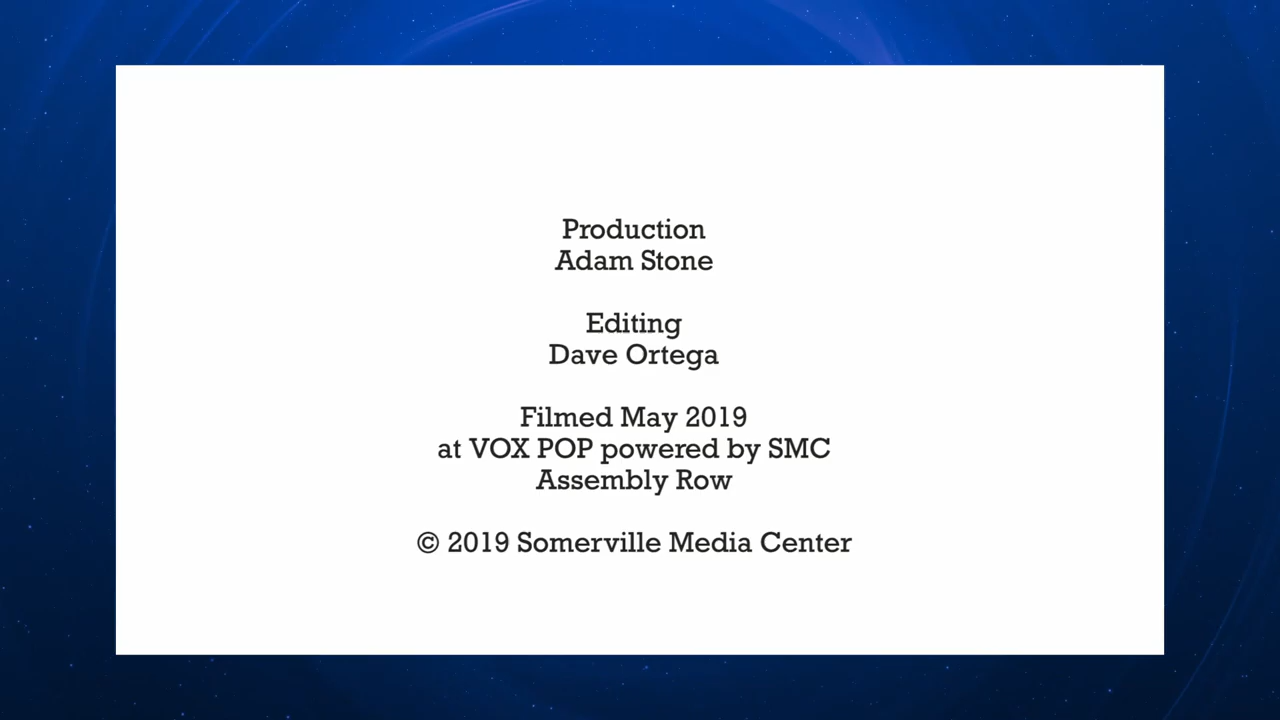 Production
Adam Stone
Editing
Dave Ortega
Filmed May 2019
at VOX POP powered by SMC
Assembly Row
© 2019 Somerville Media Center